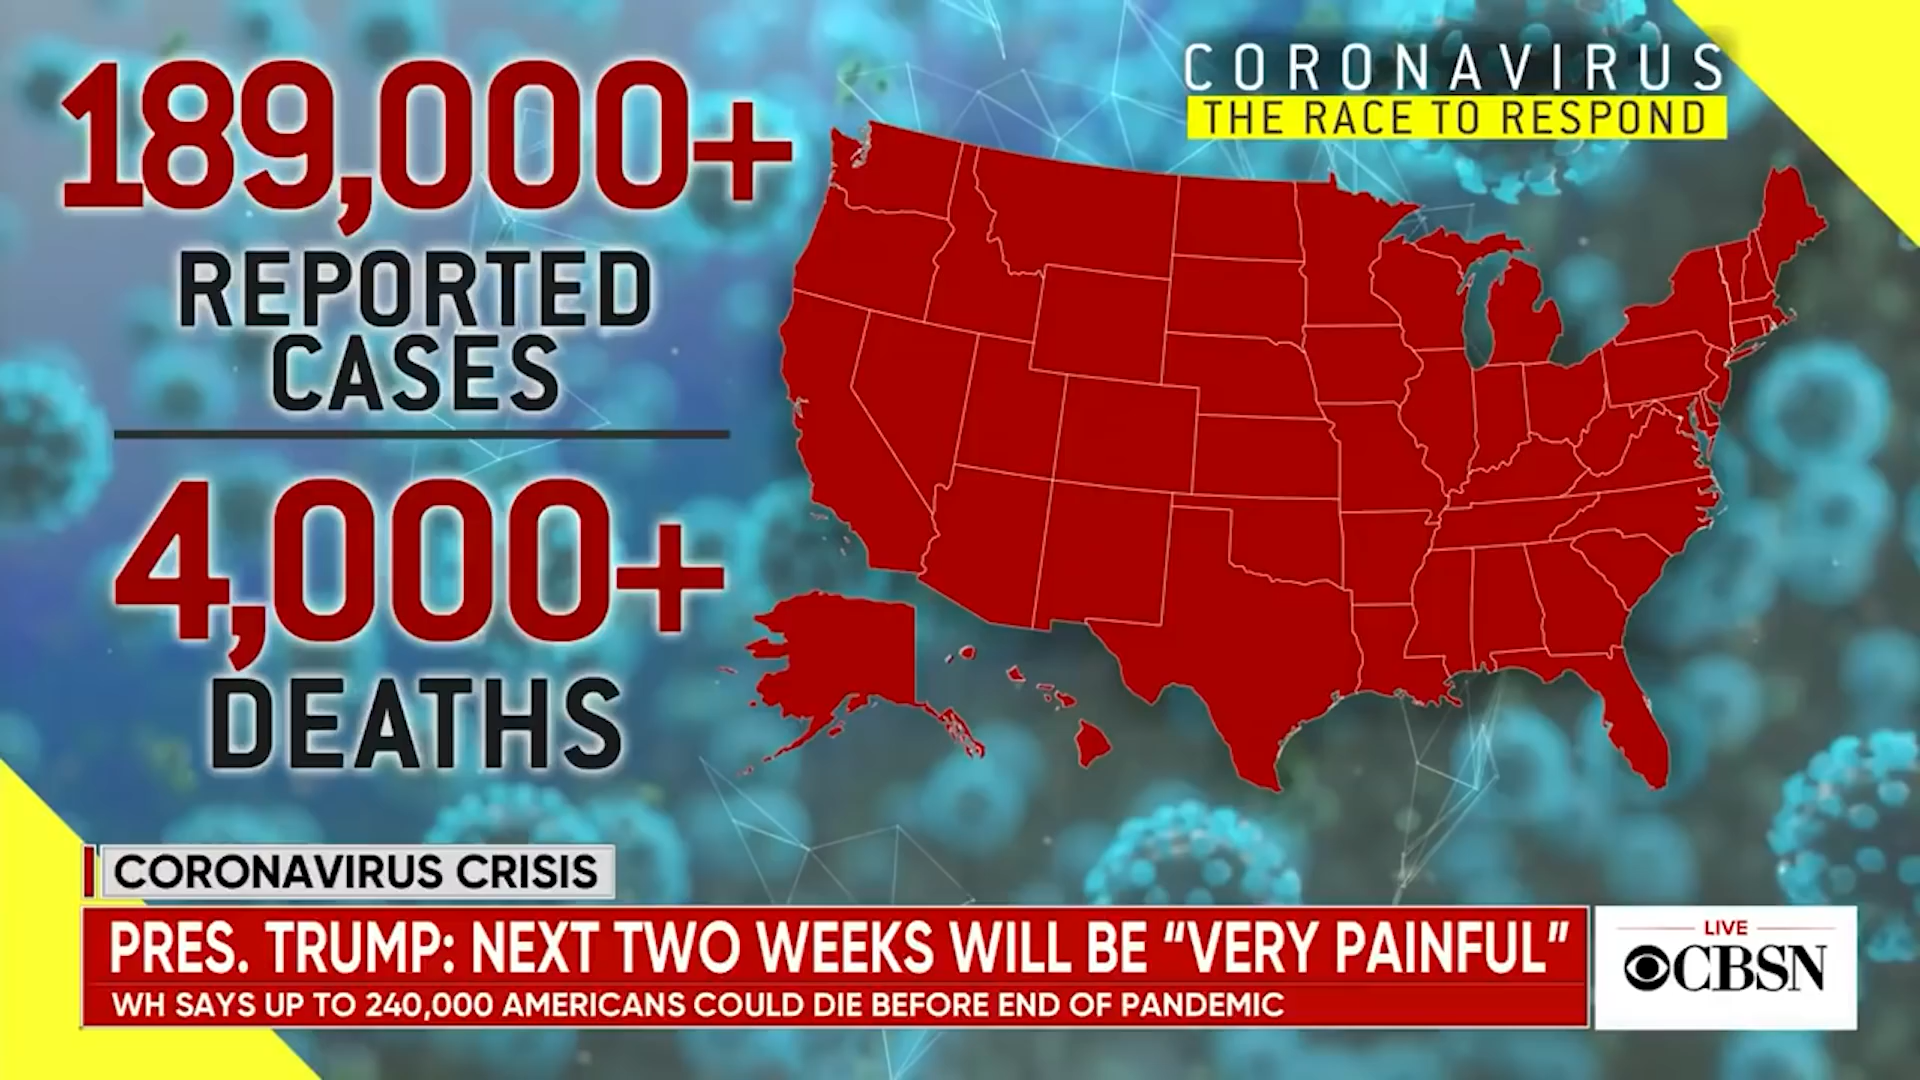 189,000+
REPORTED
CASES
4,000+
DEATHS
CORONAVIRUS
THE RACE TO RESPOND
CORONAVIRUS CRISIS
PRES. TRUMP: NEXT TWO WEEKS WILL BE “VERY PAINFUL”
WH SAYS UP TO 240,000 AMERICANS COULD DIE BEFORE END OF PANDEMIC
LIVE
CBSN